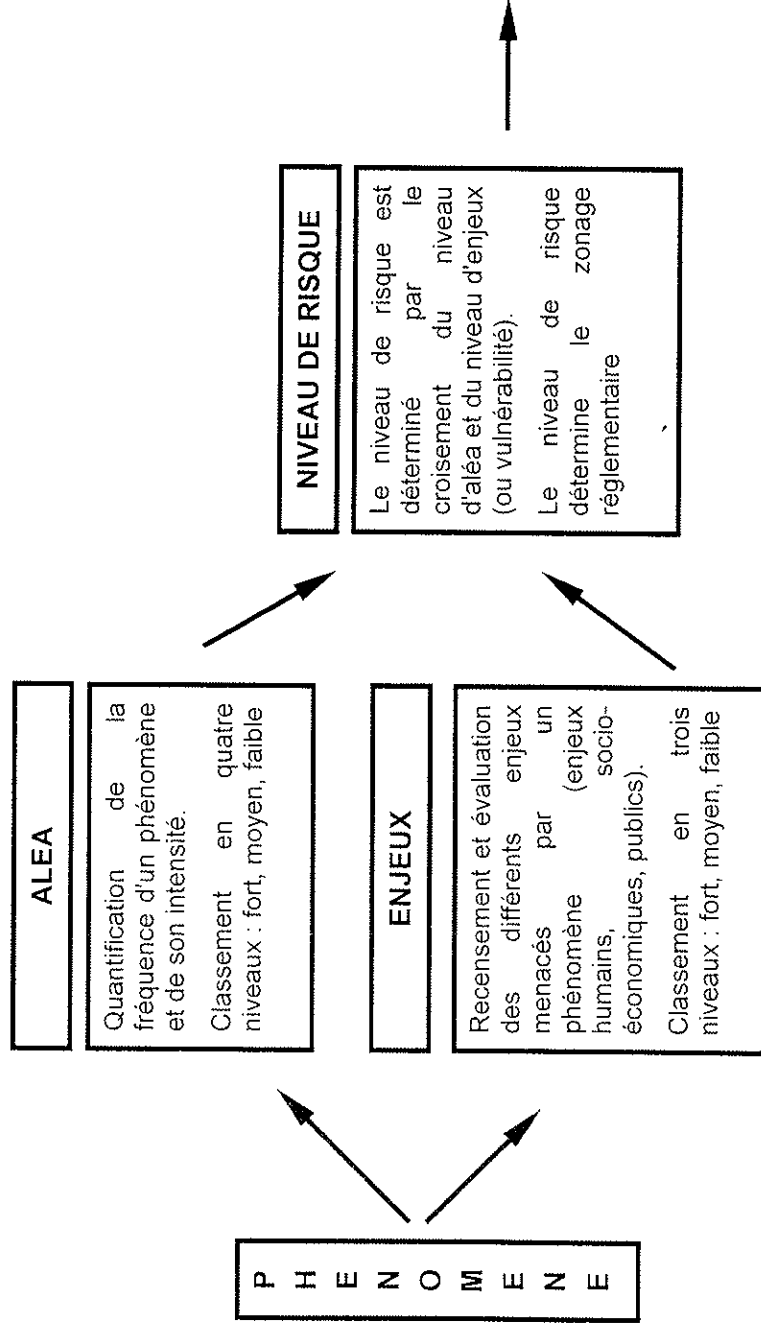 P
H
E
N
O
M
E
N
E
ALEA
Quantification de la
fréquence d'un phénomène
et de son intensité.
Classement en quatre
niveaux : fort, moyen, faible
ENJEUX
Recensement et évaluation
des différents enjeux
menacés par un
phénomène (enjeux
humains, socio-
économiques, publics).
Classement en trois
niveaux : fort, moyen, faible
NIVEAU DE RISQUE
Le niveau de risque est
déterminé par le
croisement du niveau
d'aléa et du niveau d'enjeux
(ou vulnérabilité).
Le niveau de risque
détermine le zonage
réglementaire